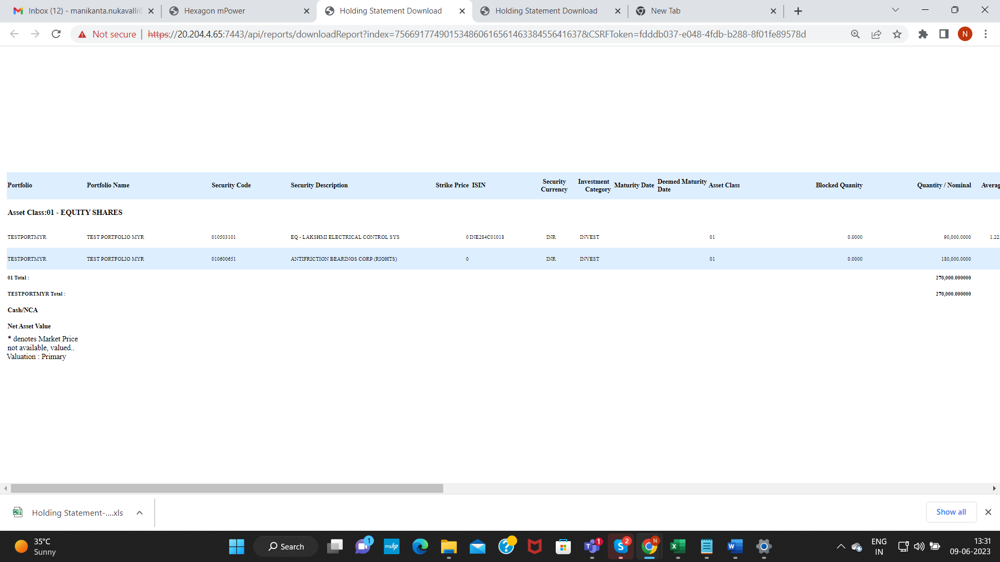 Inbox (12) - manikanta.nukavalli@
Hexagon mPower
Holding Statement Download
Holding Statement Download
New Tab
Not secure
https://20.204.4.65:7443/api/reports/downloadReport?index=7566917749015348606165614633845564​1637&CSRFToken=fdddb037-e048-4fdb-b288-8f01fe89578d
N
Portfolio Portfolio Name Security Code Security Description Strike Price ISIN Security Currency Investment Category Maturity Date Deemed Maturity Date Asset Class Blocked Quanity Quantity / Nominal Averag
Asset Class:01 - EQUITY SHARES
TESTPORTMYR TEST PORTFOLIO MYR 010503101 EQ - LAKSHMI ELECTRICAL CONTROL SYS 0 INE284C01018 INR INVEST 01 0.0000 90,000.0000 1.22
TESTPORTMYR TEST PORTFOLIO MYR 010600651 ANTIFRICTION BEARINGS CORP (RIGHTS) 0 INR INVEST 01 0.0000 180,000.0000
01 Total : 270,000.000000
TESTPORTMYR Total : 270,000.000000
Cash/NCA
Net Asset Value
* denotes Market Price
not available, valued..
Valuation : Primary
Holding Statement-....xls
Show all
35°C
Sunny
Search
1
myhp
1
2
N
ENG
IN
13:31
09-06-2023